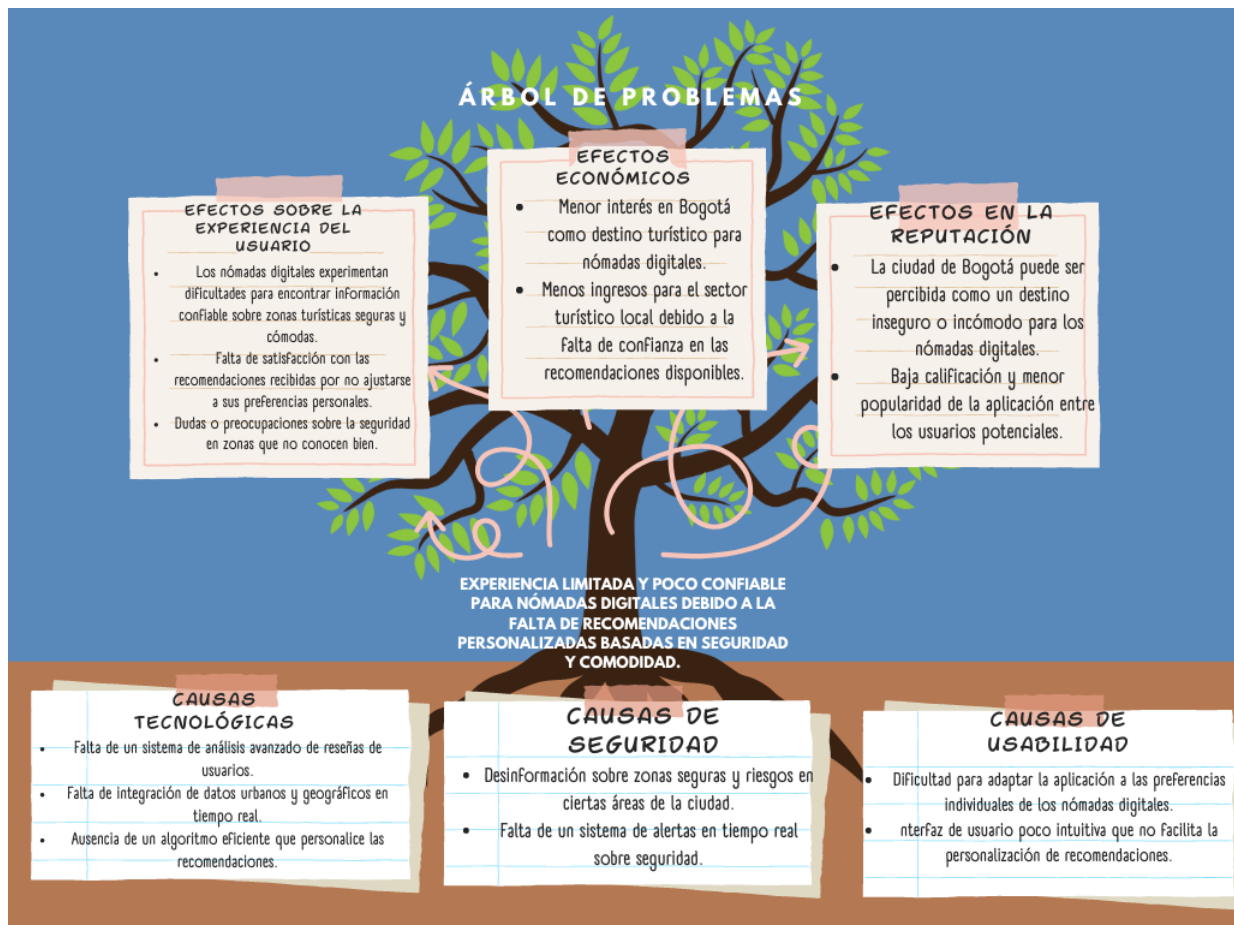 ÁRBOL DE PROBLEMAS
EFECTOS SOBRE LA
EXPERIENCIA DEL
USUARIO
• Los nómadas digitales experimentan
dificultades para encontrar información
confiable sobre zonas turísticas seguras y
cómodas.
• Falta de satisfacción con las
recomendaciones recibidas por no ajustarse
a sus preferencias personales.
• Dudas o preocupaciones sobre la seguridad
en zonas que no conocen bien.
EFECTOS
ECONÓMICOS
• Menor interés en Bogotá
como destino turístico para
nómadas digitales.
• Menos ingresos para el sector
turístico local debido a la
falta de confianza en las
recomendaciones disponibles.
EFECTOS EN LA
REPUTACIÓN
• La ciudad de Bogotá puede ser
percibida como un destino
inseguro o incómodo para los
nómadas digitales.
• Baja calificación y menor
popularidad de la aplicación entre
los usuarios potenciales.
EXPERIENCIA LIMITADA Y POCO CONFIABLE
PARA NÓMADAS DIGITALES DEBIDO A LA
FALTA DE RECOMENDACIONES
PERSONALIZADAS BASADAS EN SEGURIDAD
Y COMODIDAD.
CAUSAS
TECNOLÓGICAS
• Falta de un sistema de análisis avanzado de reseñas de
usuarios.
• Falta de integración de datos urbanos y geográficos en
tiempo real.
• Ausencia de un algoritmo eficiente que personalice las
recomendaciones.
CAUSAS DE
SEGURIDAD
• Desinformación sobre zonas seguras y riesgos en
ciertas áreas de la ciudad.
• Falta de un sistema de alertas en tiempo real
sobre seguridad.
CAUSAS DE
USABILIDAD
• Dificultad para adaptar la aplicación a las preferencias
individuales de los nómadas digitales.
• nterfaz de usuario poco intuitiva que no facilita la
personalización de recomendaciones.